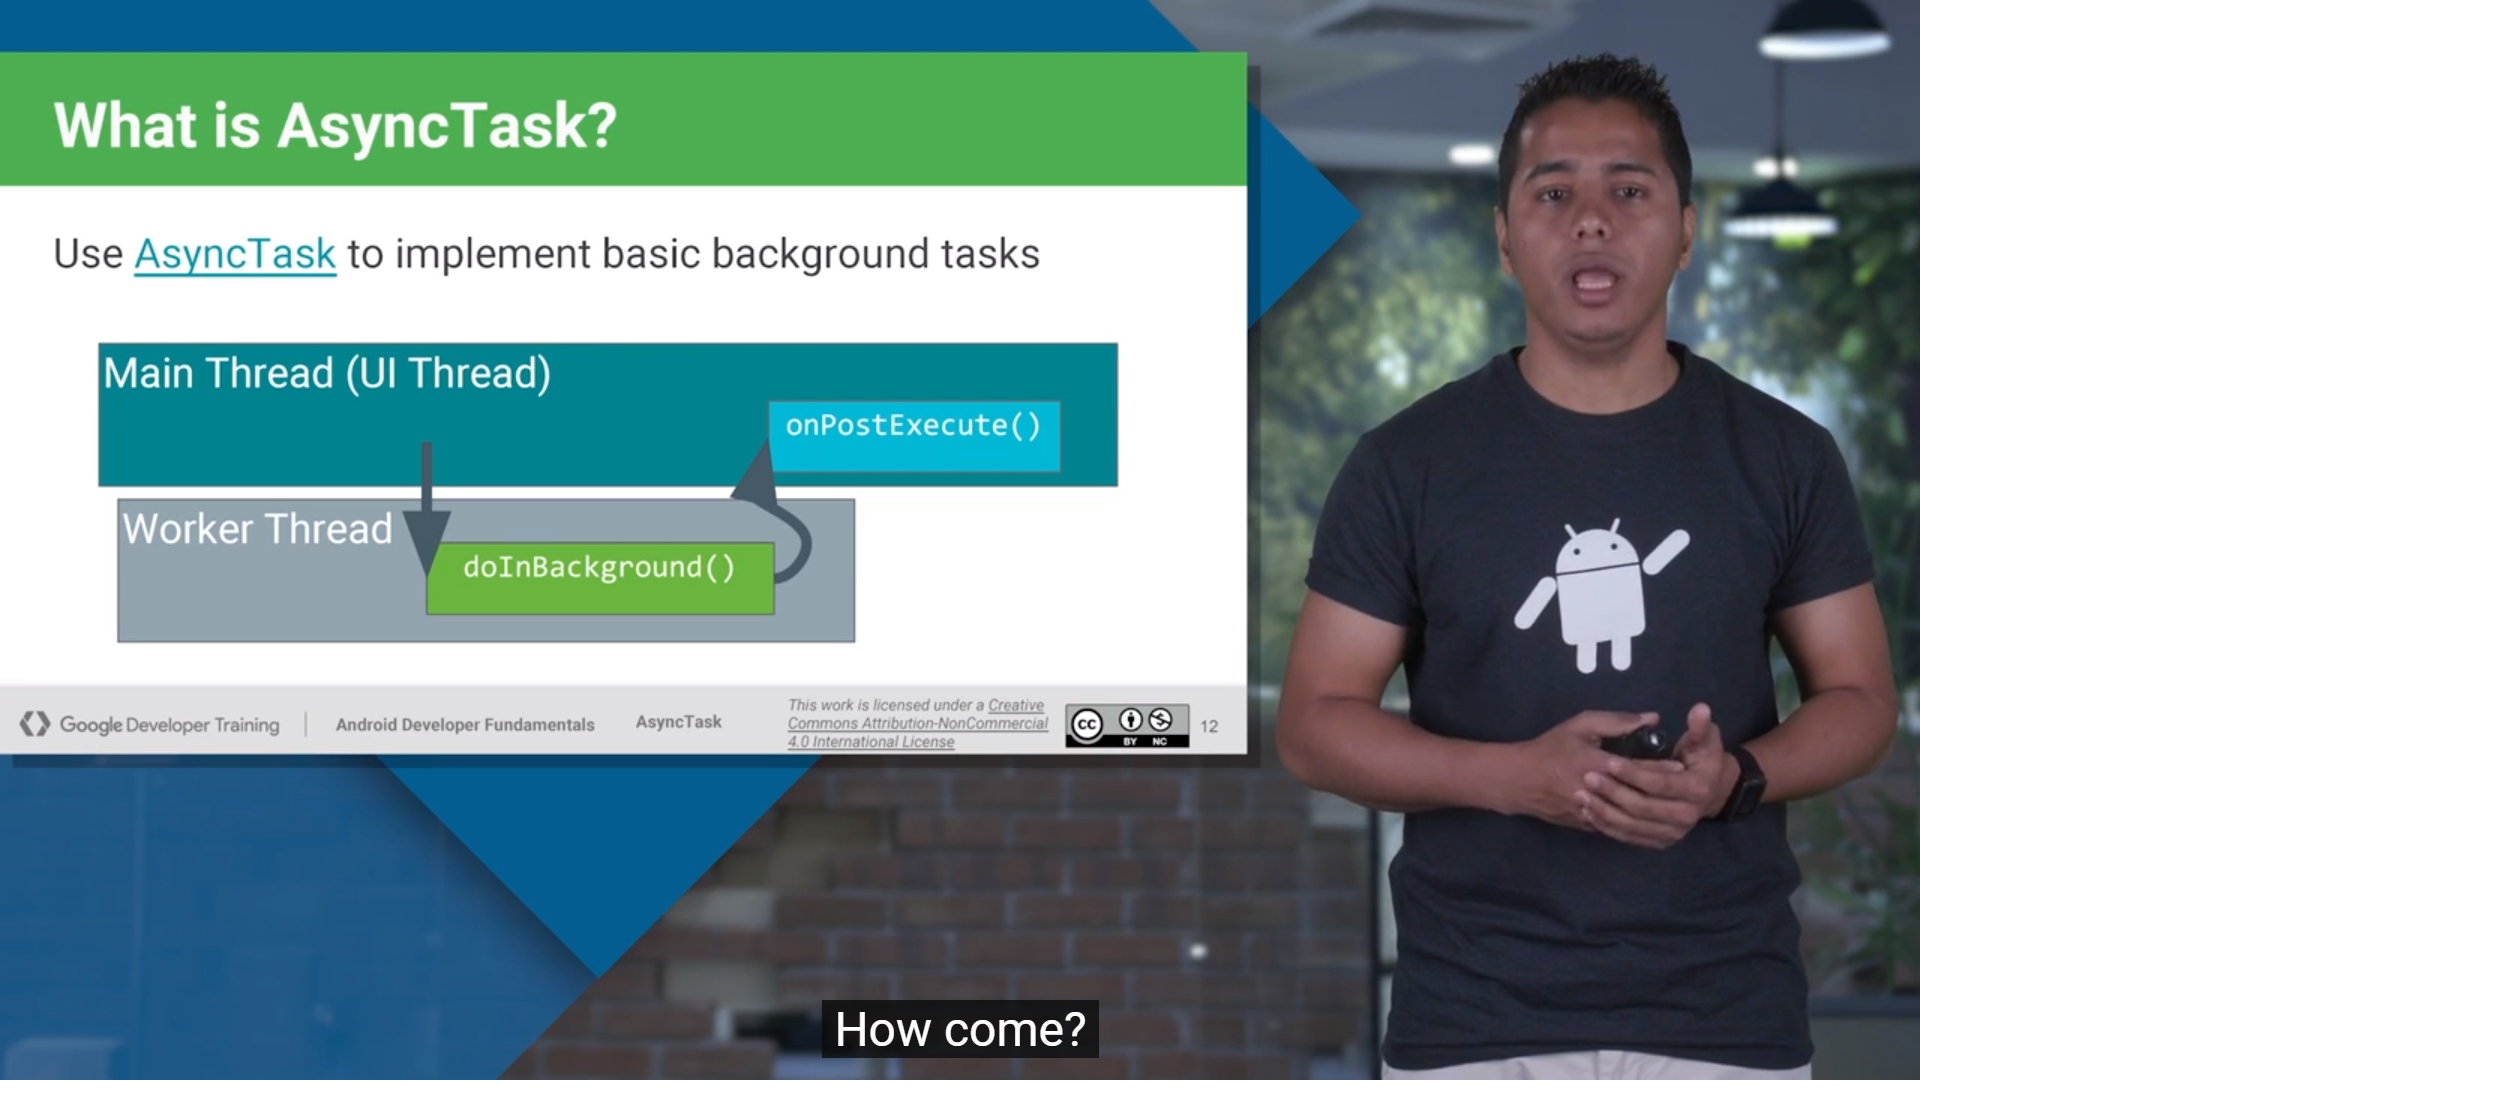 What is AsyncTask?
Use AsyncTask to implement basic background tasks
Main Thread (UI Thread)
onPostExecute()
Worker Thread
doInBackground()
Google Developer Training
Android Developer Fundamentals
AsyncTask
This work is licensed under a Creative
Commons Attribution-NonCommercial
4.0 International License
cc
BY NC
12
How come?